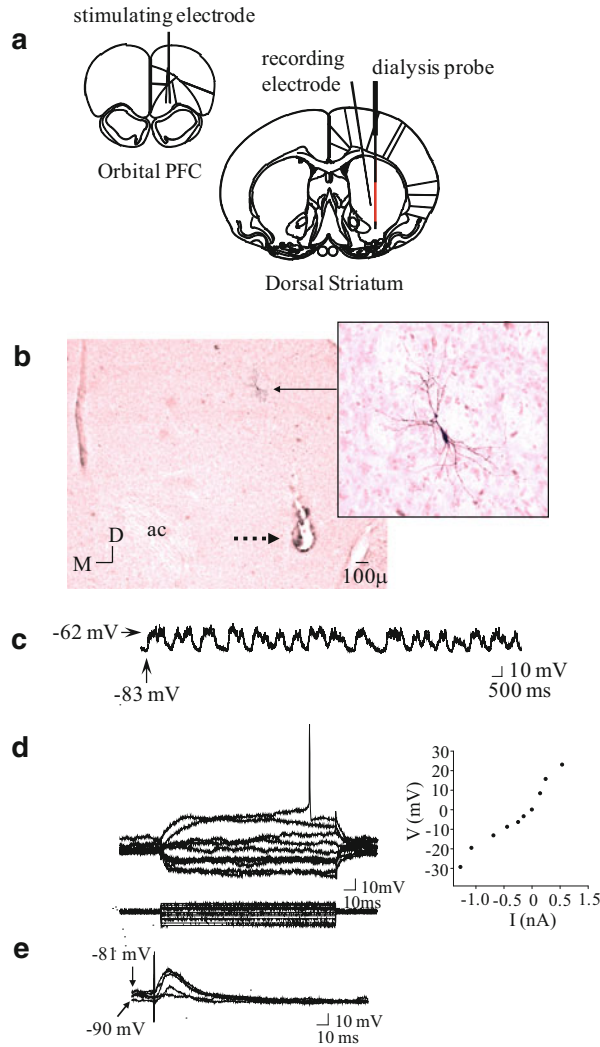 a
stimulating electrode
recording
electrode
dialysis probe
Orbital PFC
Dorsal Striatum
b
D
M
ac
100μ
c
-62 mV
-83 mV
10 mV
500 ms
d
10mV
10ms
30
20
10
0
-10
-20
-30
V (mV)
-1.0
-0.5
0
0.5
1.0
I (nA)
e
-81 mV
-90 mV
10 mV
10 ms